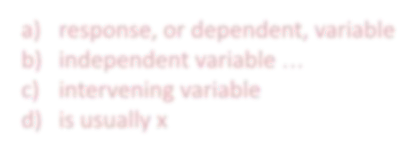 a) response, or dependent, variable
b) independent variable ...
c) intervening variable
d) is usually x